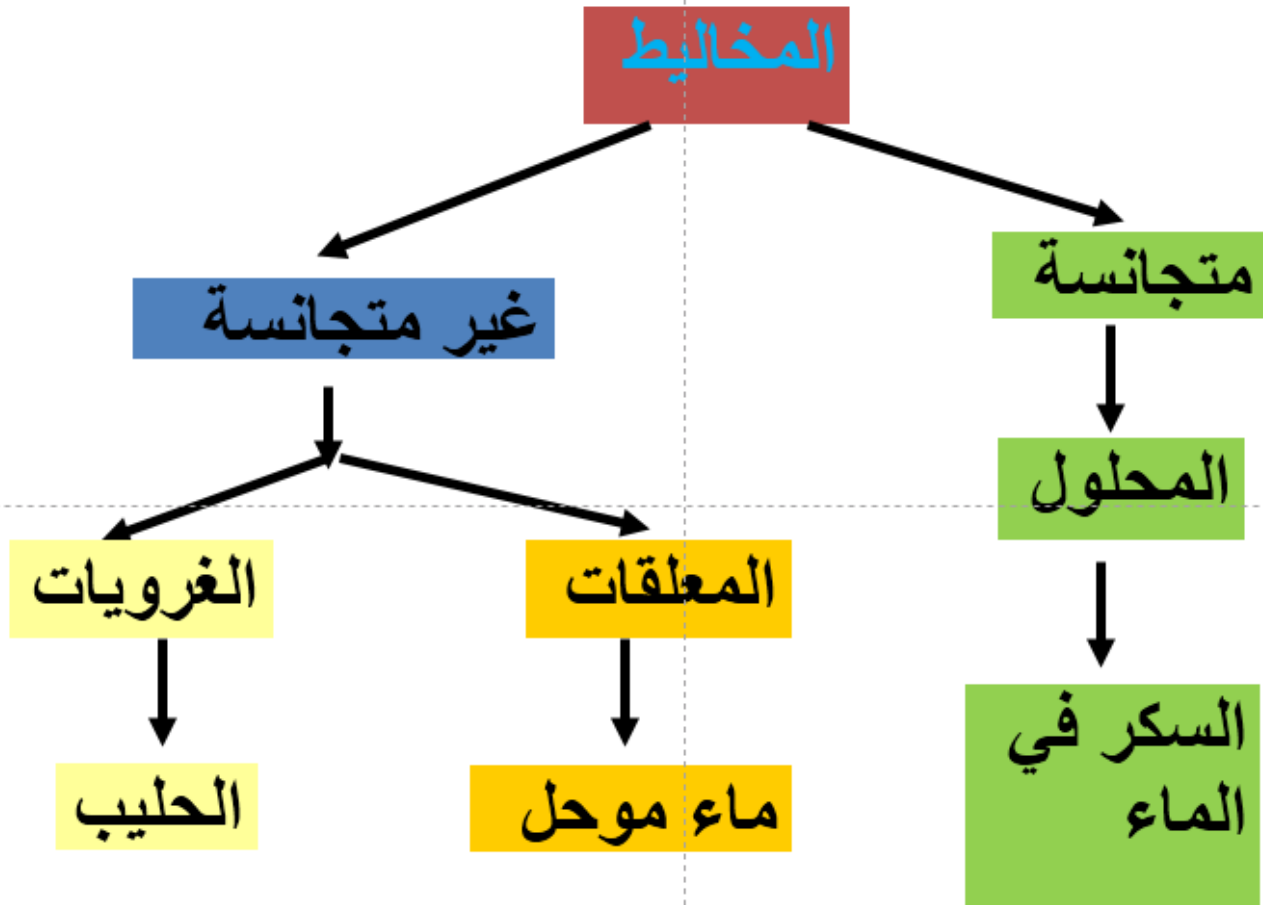 المخاليط
متجانسة
غير متجانسة
المحلول
المعلقات
الغرويات
السكر في
الماء
ماء موحل
الحليب